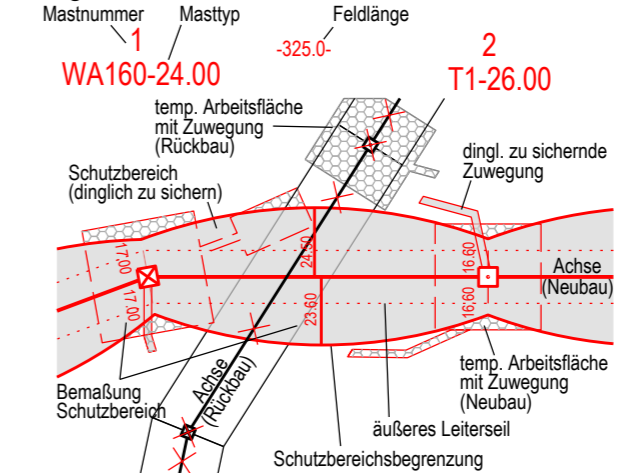 Mastnummer
Masttyp
Feldlänge
1
WA160-24.00
-325.0-
2
T1-26.00
temp. Arbeitsfläche
mit Zuwegung
(Rückbau)
dingl. zu sichernde
Zuwegung
Schutzbereich
(dinglich zu sichern)
17.00
17.00
24.50
23.60
16.60
16.60
Achse
(Neubau)
Achse
(Rückbau)
Bemaßung
Schutzbereich
temp. Arbeitsfläche
mit Zuwegung
(Neubau)
äußeres Leiterseil
Schutzbereichsbegrenzung